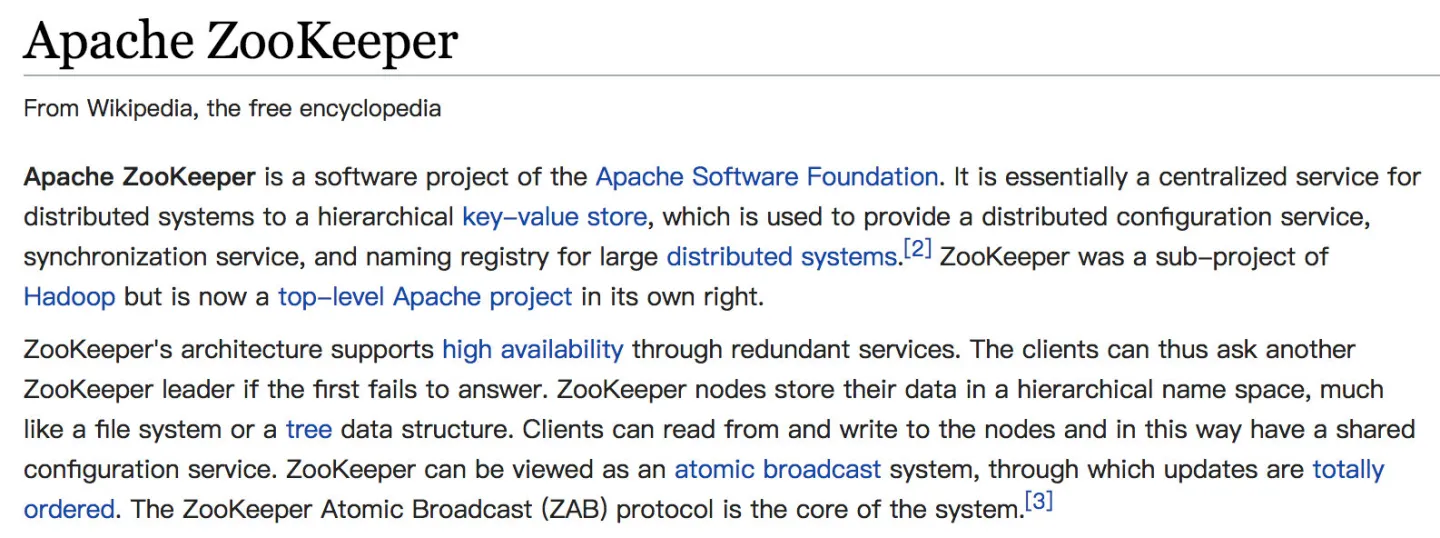 Apache ZooKeeper
From Wikipedia, the free encyclopedia
Apache ZooKeeper is a software project of the Apache Software Foundation. It is essentially a centralized service for
distributed systems to a hierarchical key-value store, which is used to provide a distributed configuration service,
synchronization service, and naming registry for large distributed systems.[2] ZooKeeper was a sub-project of
Hadoop but is now a top-level Apache project in its own right.
ZooKeeper's architecture supports high availability through redundant services. The clients can thus ask another
ZooKeeper leader if the first fails to answer. ZooKeeper nodes store their data in a hierarchical name space, much
like a file system or a tree data structure. Clients can read from and write to the nodes and in this way have a shared
configuration service. ZooKeeper can be viewed as an atomic broadcast system, through which updates are totally
ordered. The ZooKeeper Atomic Broadcast (ZAB) protocol is the core of the system.[3]